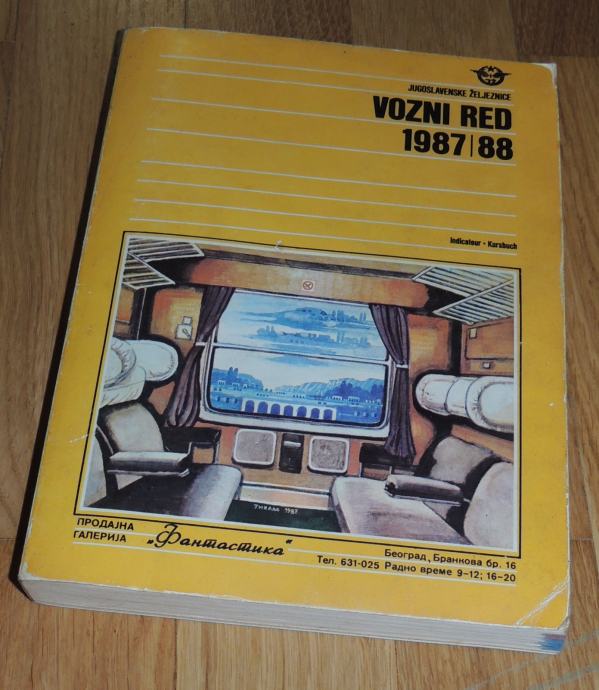 JUGOSLAVENSKE ŽELJEZNICE
VOZNI RED
1987/88
Indicateur - Kursbuch
ПРОДАЈНА
ГАЛЕРИЈА
„Фантастика“
Београд, Бранкова бр. 16
Тел. 631-025 Радно време 9-12; 16-20